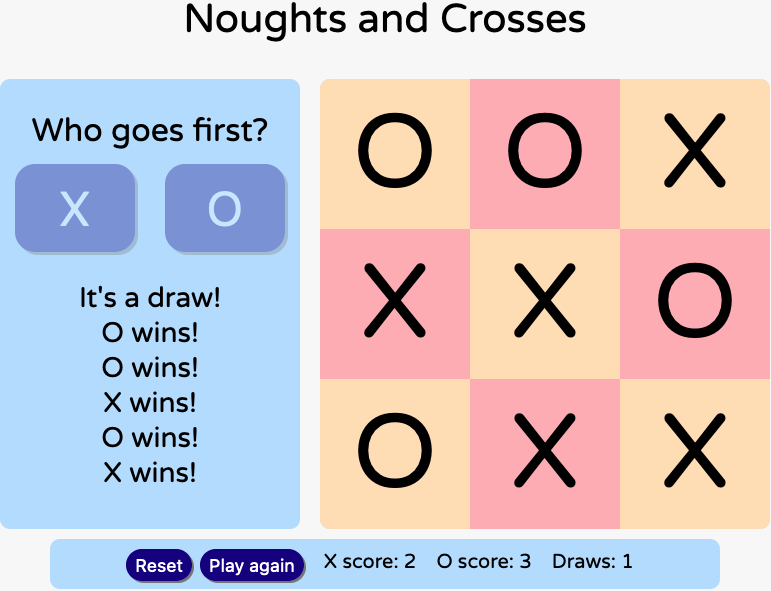 Noughts and Crosses
Who goes first?
X O
It's a draw!
O wins!
O wins!
X wins!
O wins!
X wins!
O O X
X X O
O X X
Reset Play again X score: 2 O score: 3 Draws: 1